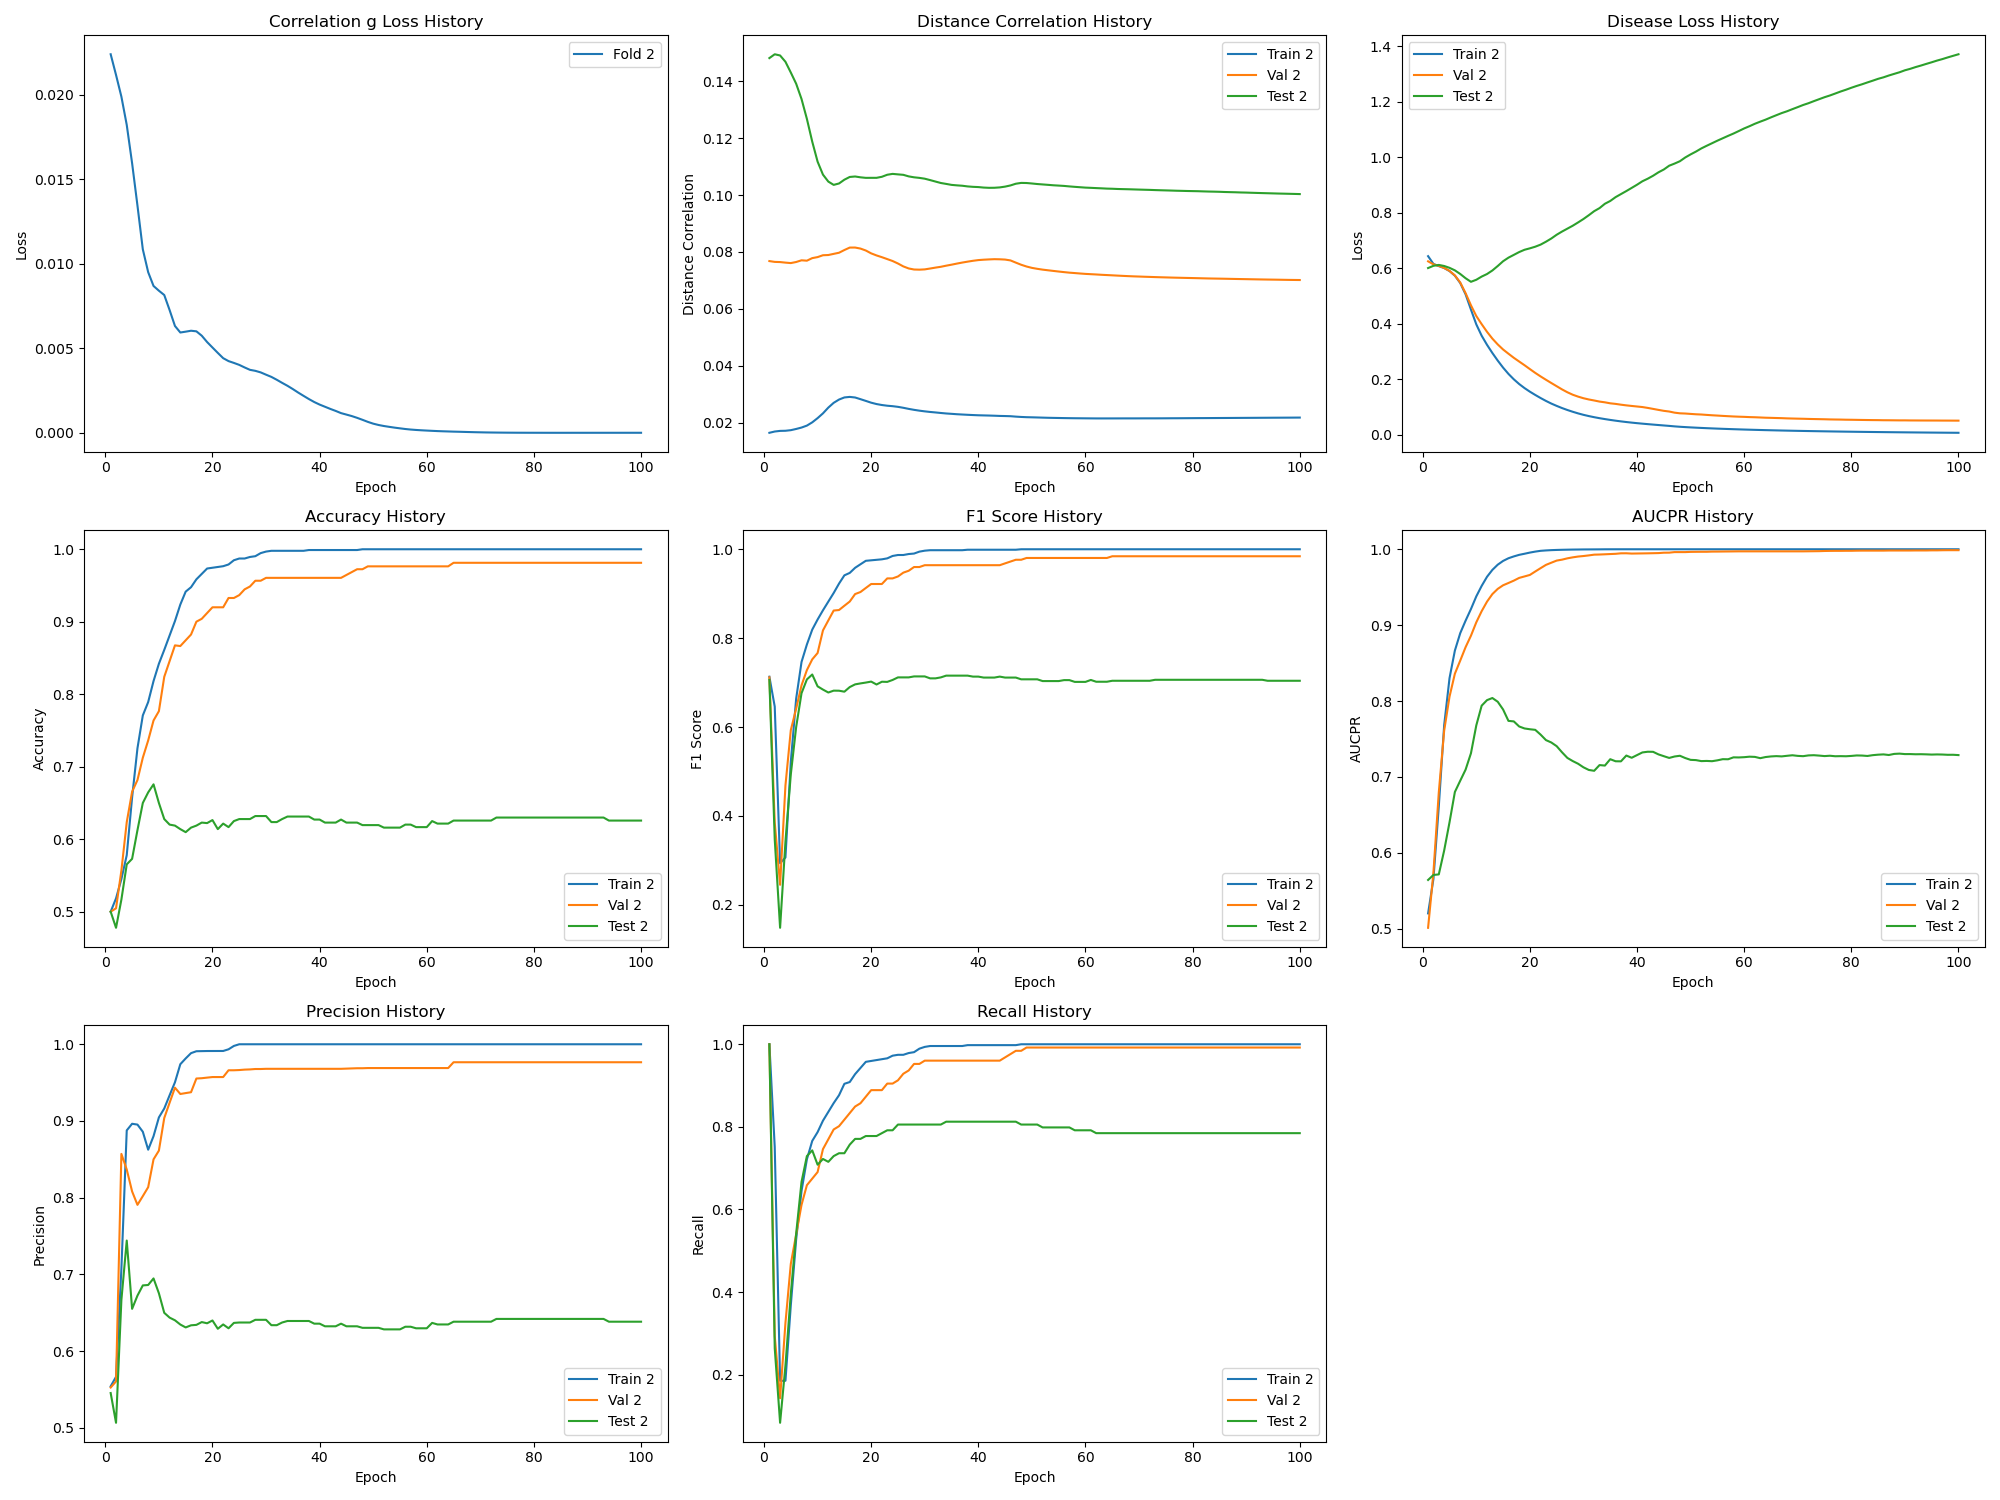 Correlation g Loss History
Loss
0.020
0.015
0.010
0.005
0.000
0 20 40 60 80 100
Epoch
Fold 2
Distance Correlation History
Distance Correlation
0.14
0.12
0.10
0.08
0.06
0.04
0.02
0 20 40 60 80 100
Epoch
Train 2
Val 2
Test 2
Disease Loss History
Loss
1.4
1.2
1.0
0.8
0.6
0.4
0.2
0.0
0 20 40 60 80 100
Epoch
Train 2
Val 2
Test 2
Accuracy History
Accuracy
1.0
0.9
0.8
0.7
0.6
0.5
0 20 40 60 80 100
Epoch
Train 2
Val 2
Test 2
F1 Score History
F1 Score
1.0
0.8
0.6
0.4
0.2
0 20 40 60 80 100
Epoch
Train 2
Val 2
Test 2
AUCPR History
AUCPR
1.0
0.9
0.8
0.7
0.6
0.5
0 20 40 60 80 100
Epoch
Train 2
Val 2
Test 2
Precision History
Precision
1.0
0.9
0.8
0.7
0.6
0.5
0 20 40 60 80 100
Epoch
Train 2
Val 2
Test 2
Recall History
Recall
1.0
0.8
0.6
0.4
0.2
0 20 40 60 80 100
Epoch
Train 2
Val 2
Test 2